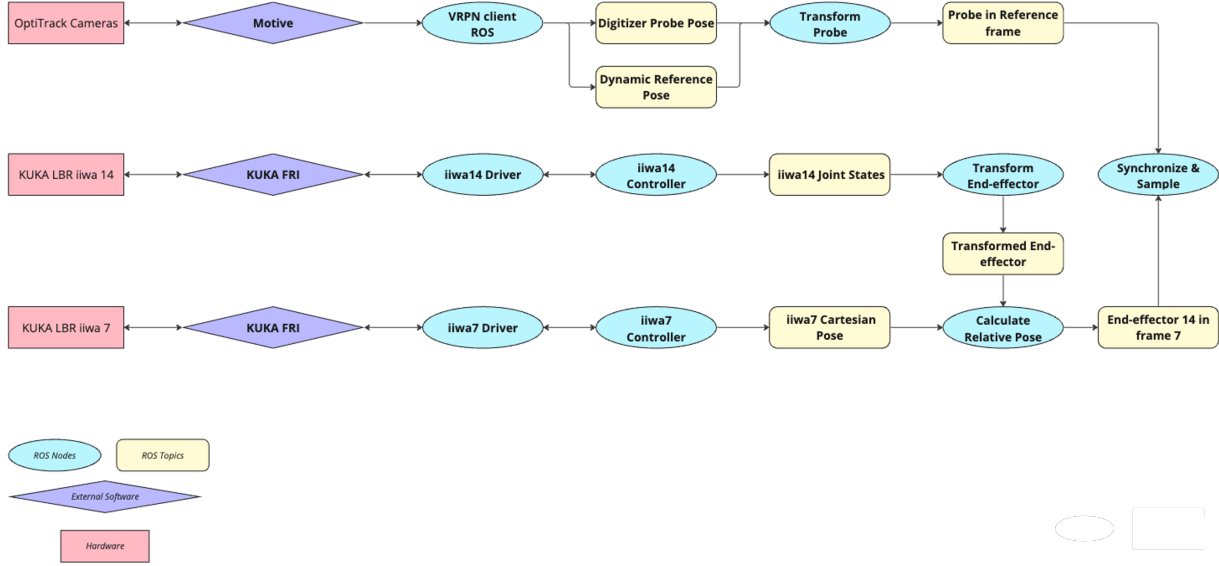 OptiTrack Cameras
Motive
VRPN client
ROS
Digitizer Probe Pose
Transform
Probe
Probe in Reference
frame
Dynamic Reference
Pose
KUKA LBR iiwa 14
KUKA FRI
iiwa14 Driver
iiwa14
Controller
iiwa14 Joint States
Transform
End-effector
Synchronize &
Sample
Transformed End-
effector
KUKA LBR iiwa 7
KUKA FRI
iiwa7 Driver
iiwa7
Controller
iiwa7 Cartesian
Pose
Calculate
Relative Pose
End-effector 14 in
frame 7
ROS Nodes
ROS Topics
External Software
Hardware